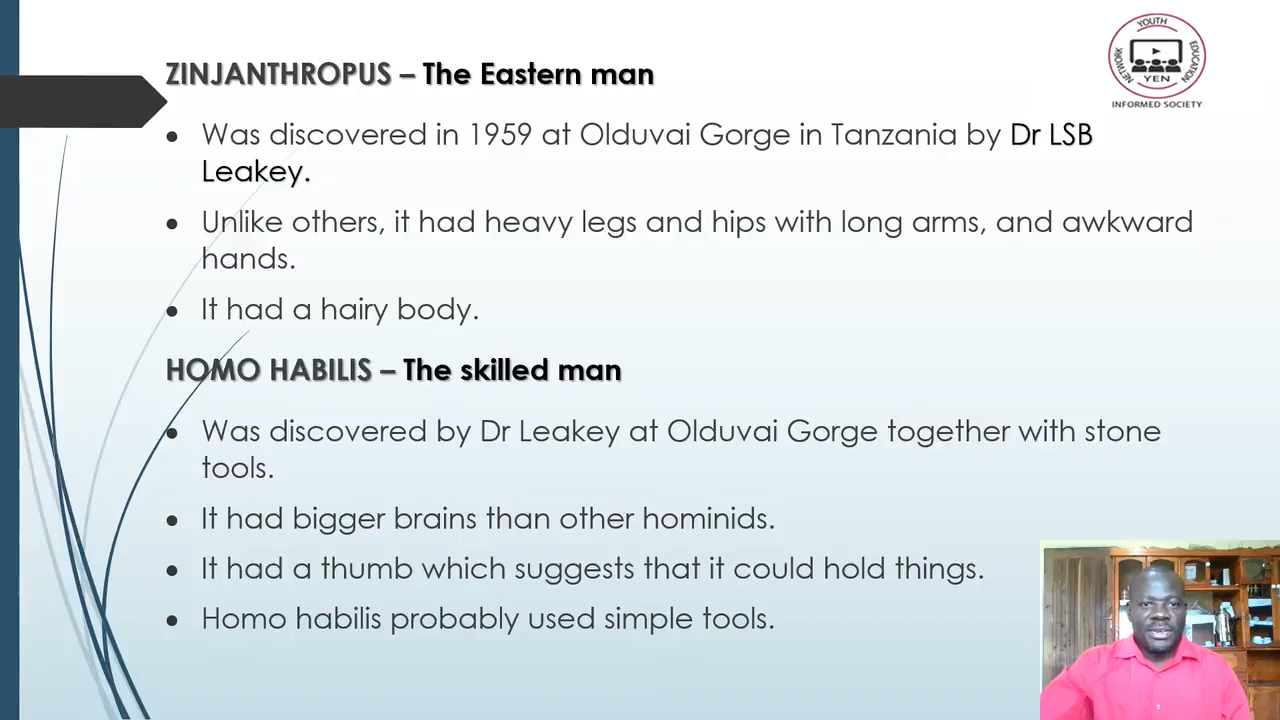 YOUTH
NETWORK
EDUCATION
YEN
INFORMED SOCIETY
ZINJANTHROPUS – The Eastern man
• Was discovered in 1959 at Olduvai Gorge in Tanzania by Dr LSB
Leakey.
• Unlike others, it had heavy legs and hips with long arms, and awkward
hands.
• It had a hairy body.
HOMO HABILIS – The skilled man
• Was discovered by Dr Leakey at Olduvai Gorge together with stone
tools.
• It had bigger brains than other hominids.
• It had a thumb which suggests that it could hold things.
• Homo habilis probably used simple tools.